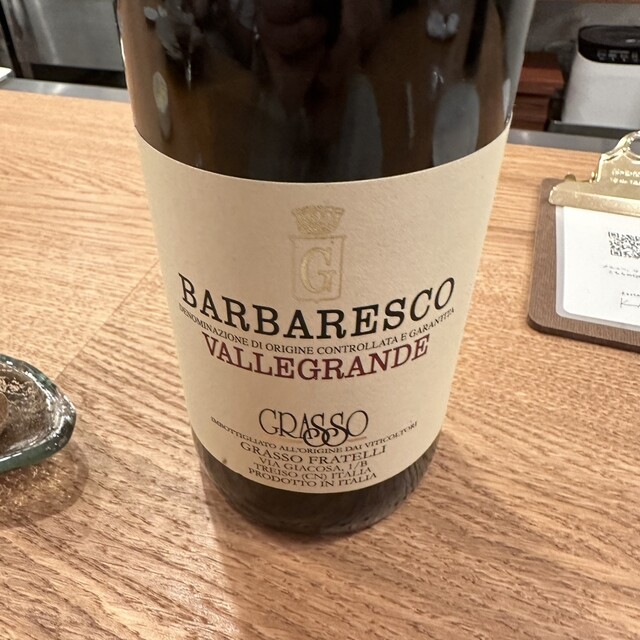 G
BARBARESCO
DENOMINAZIONE DI ORIGINE CONTROLLATA E GARANTITA
VALLEGRANDE
GRASSO
IMBOTTIGLIATO ALL'ORIGINE DAI VITICOLTORI
GRASSO FRATELLI
VIA GIACOSA, 1/B
TREISO (CN) ITALIA
PRODOTTO IN ITALIA